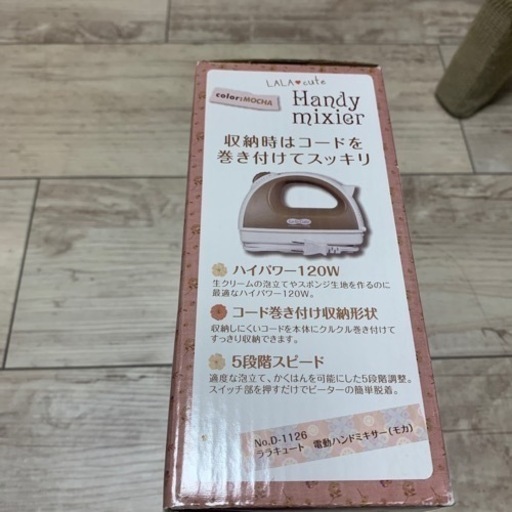 LALA♥cute
color:MOCHA
Handy
mixier
収納時はコードを
巻き付けてスッキリ
ハイパワー120W
生クリームの泡立てやスポンジ生地を作るのに
最適なハイパワー120W。
コード巻き付け収納形状
収納しにくいコードを本体にクルクル巻き付けて
すっきり収納できます。
5段階スピード
適度な泡立て、かくはんを可能にした5段階調整。
スイッチ部を押すだけでビーターの簡単脱着。
No.D-1126
ララキュート 電動ハンドミキサー(モカ)